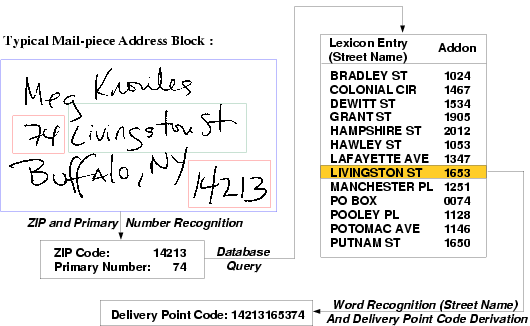 Typical Mail-piece Address Block :
Meg Knowles
74 Livingston St
Buffalo, NY
14213
ZIP and Primary Number Recognition
ZIP Code: 14213
Primary Number: 74
Database
Query
Lexicon Entry
(Street Name) Addon
BRADLEY ST 1024
COLONIAL CIR 1467
DEWITT ST 1534
GRANT ST 1905
HAMPSHIRE ST 2012
HAWLEY ST 1053
LAFAYETTE AVE 1347
LIVINGSTON ST 1653
MANCHESTER PL 1251
PO BOX 0074
POOLEY PL 1128
POTOMAC AVE 1146
PUTNAM ST 1650
Word Recognition (Street Name)
And Delivery Point Code Derivation
Delivery Point Code: 14213165374